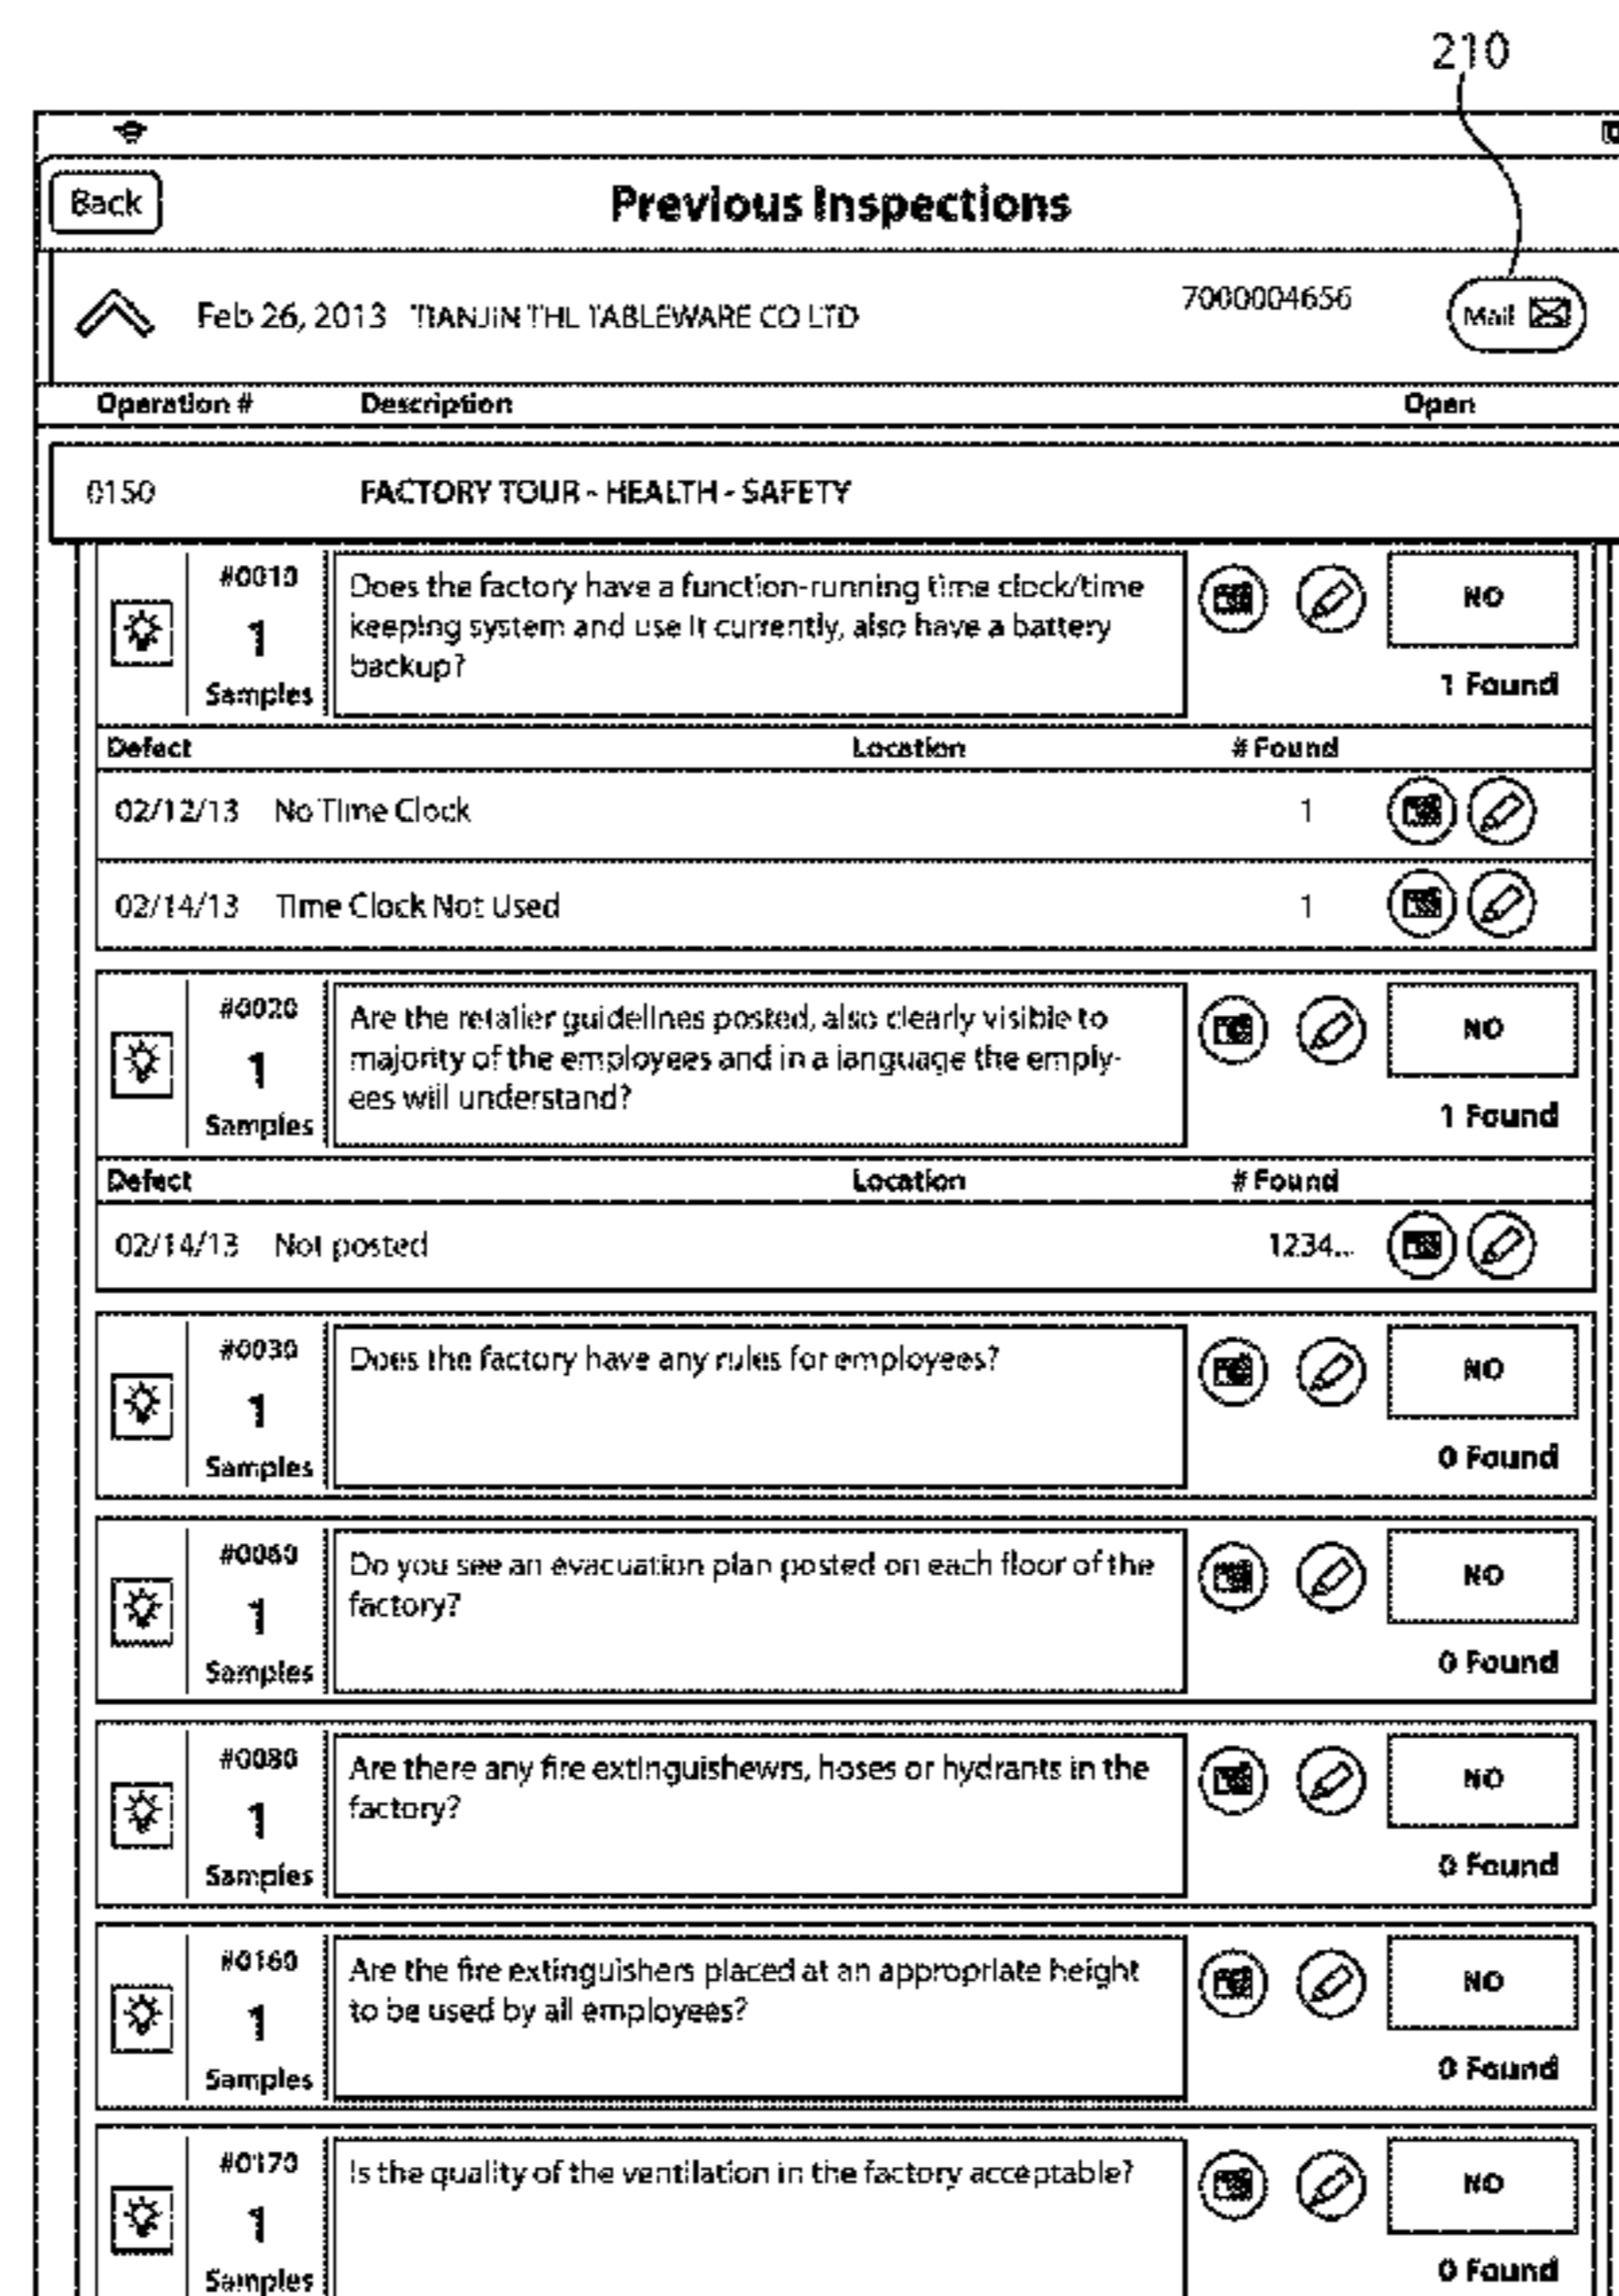 210
Back
Previous Inspections
Feb 26, 2013 TIANJIN THL TABLEWARE CO LTD 7000004656 Mail
Operation # Description Open
0150 FACTORY TOUR - HEALTH - SAFETY
#0010
1
Samples
Does the factory have a function-running time clock/time
keeping system and use it currently, also have a battery
backup?
NO
1 Found
Defect Location # Found
02/12/13 No Time Clock 1
02/14/13 Time Clock Not Used 1
#0020
1
Samples
Are the retalier guidelines posted, also clearly visible to
majority of the employees and in a language the emply-
ees will understand?
NO
1 Found
Defect Location # Found
02/14/13 Not posted 1234...
#0030
1
Samples
Does the factory have any rules for employees?
NO
0 Found
#0060
1
Samples
Do you see an evacuation plan posted on each floor of the
factory?
NO
0 Found
#0080
1
Samples
Are there any fire extinguishewrs, hoses or hydrants in the
factory?
NO
0 Found
#0160
1
Samples
Are the fire extinguishers placed at an appropriate height
to be used by all employees?
NO
0 Found
#0170
1
Samples
Is the quality of the ventilation in the factory acceptable?
NO
0 Found